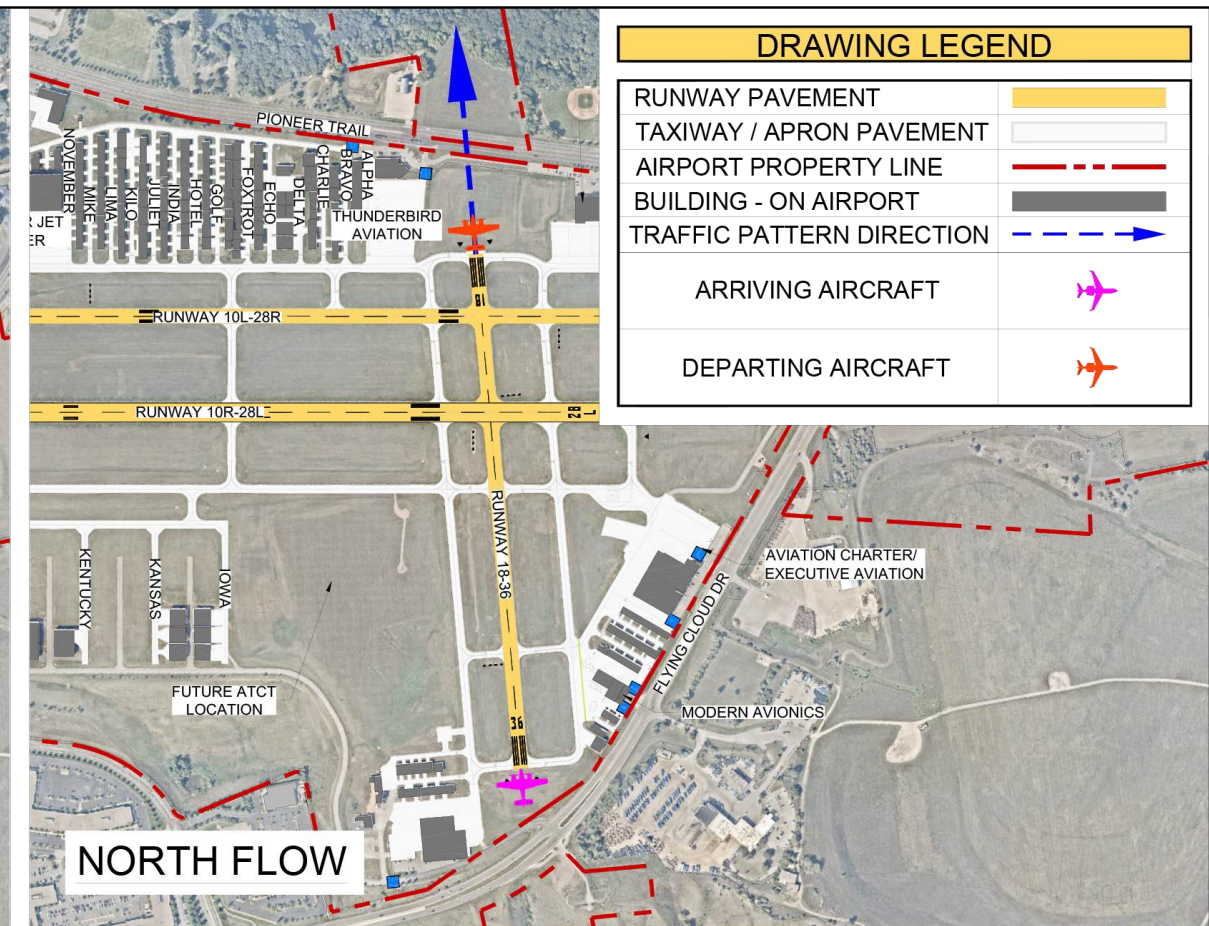 DRAWING LEGEND
RUNWAY PAVEMENT
TAXIWAY / APRON PAVEMENT
AIRPORT PROPERTY LINE
BUILDING - ON AIRPORT
TRAFFIC PATTERN DIRECTION
ARRIVING AIRCRAFT
DEPARTING AIRCRAFT
PIONEER TRAIL
NOVEMBER
MIKE
LIMA
KILO
JULIET
INDIA
HOTEL
GOLF
FOXTROT
ECHO
DELTA
CHARLIE
BRAVO
ALPHA
JET
ER
THUNDERBIRD
AVIATION
18
RUNWAY 10L-28R
RUNWAY 10R-28L
28
L
RUNWAY 18-36
KENTUCKY
KANSAS
IOWA
AVIATION CHARTER/
EXECUTIVE AVIATION
FLYING CLOUD DR
FUTURE ATCT
LOCATION
MODERN AVIONICS
36
NORTH FLOW